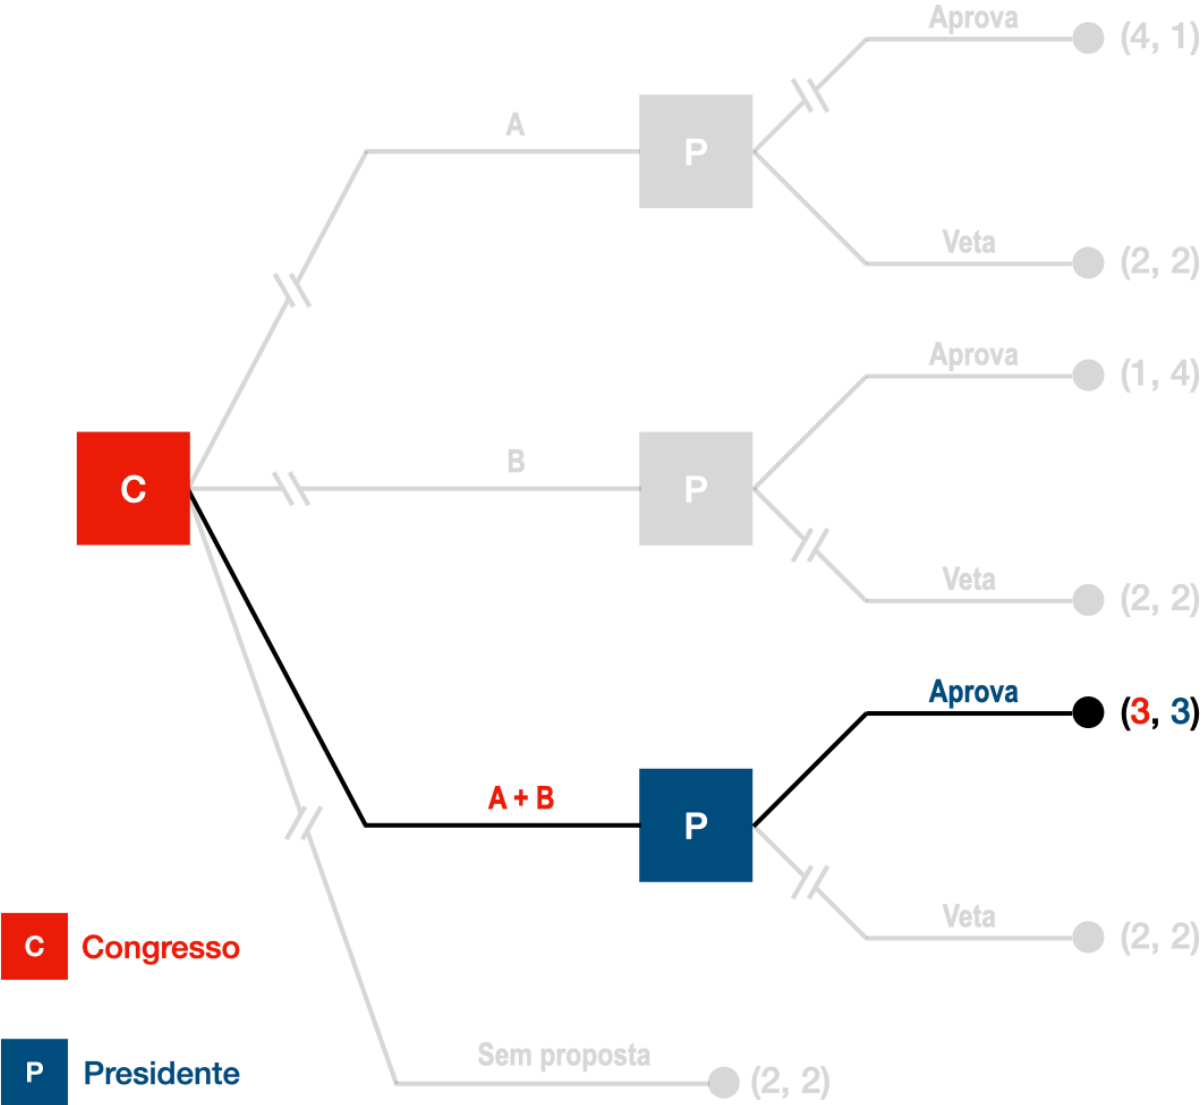 Aprova
(4, 1)
A
P
Veta
(2, 2)
Aprova
(1, 4)
B
C
P
Veta
(2, 2)
Aprova
(3, 3)
A + B
P
Veta
(2, 2)
C Congresso
Sem proposta
P Presidente
(2, 2)